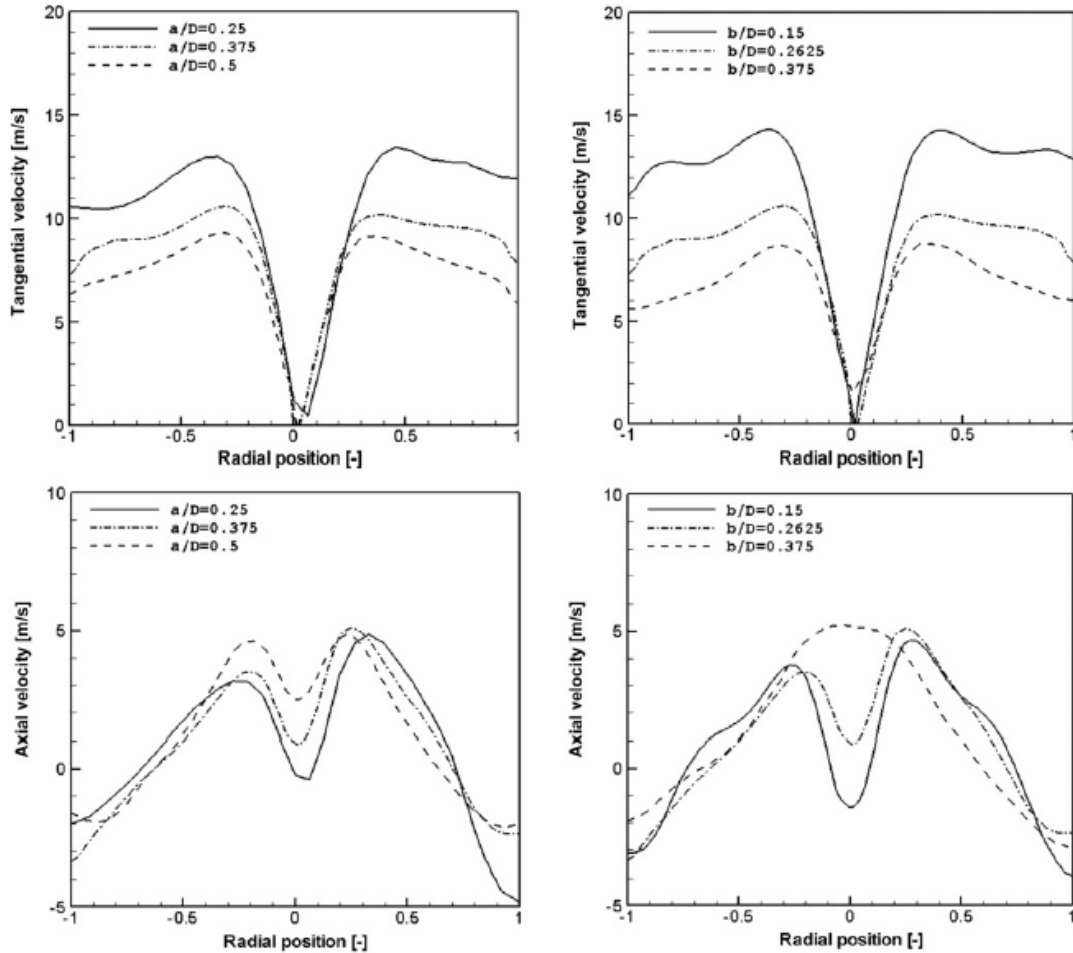 20
15
10
5
0
-1
-0.5
0
0.5
1
Tangential velocity [m/s]
Radial position [-]
a/D=0.25
a/D=0.375
a/D=0.5
20
15
10
5
0
-1
-0.5
0
0.5
1
Tangential velocity [m/s]
Radial position [-]
b/D=0.15
b/D=0.2625
b/D=0.375
10
5
0
-5
-1
-0.5
0
0.5
1
Axial velocity [m/s]
Radial position [-]
a/D=0.25
a/D=0.375
a/D=0.5
10
5
0
-5
-1
-0.5
0
0.5
1
Axial velocity [m/s]
Radial position [-]
b/D=0.15
b/D=0.2625
b/D=0.375